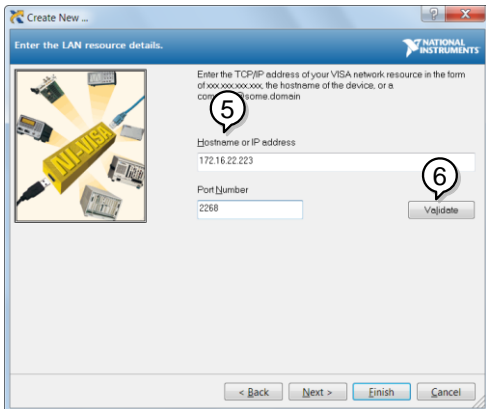 Create New ...
? X
Enter the LAN resource details.
NATIONAL
INSTRUMENTS
Enter the TCP/IP address of your VISA network resource in the form
of xxx.xxx.xxx.xxx, the hostname of the device, or a
@some.domain
5
Hostname or IP address
172.16.22.223
6
Port Number
2268
Validate
NI-VISA
< Back
Next >
Finish
Cancel